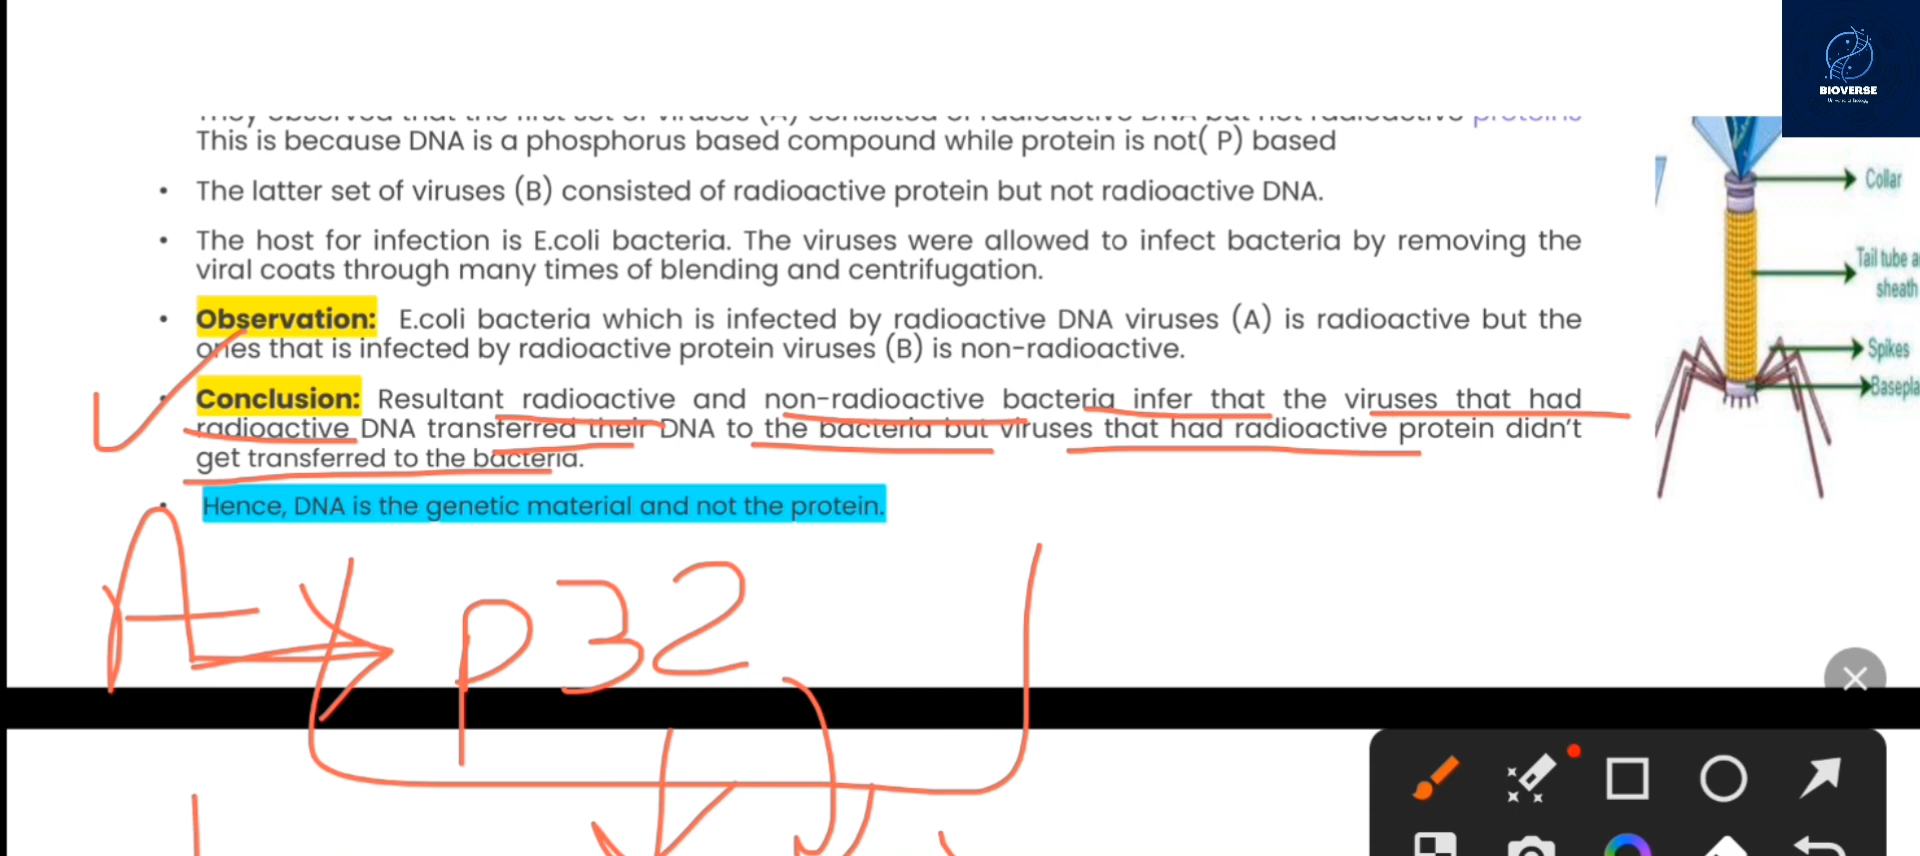 BIOVERSE
This is because DNA is a phosphorus based compound while protein is not( P) based
• The latter set of viruses (B) consisted of radioactive protein but not radioactive DNA.
• The host for infection is E.coli bacteria. The viruses were allowed to infect bacteria by removing the
viral coats through many times of blending and centrifugation.
• Observation: E.coli bacteria which is infected by radioactive DNA viruses (A) is radioactive but the
ones that is infected by radioactive protein viruses (B) is non-radioactive.
• Conclusion: Resultant radioactive and non-radioactive bacteria infer that the viruses that had
radioactive DNA transferred their DNA to the bacteria but viruses that had radioactive protein didn't
get transferred to the bacteria.
• Hence, DNA is the genetic material and not the protein.
Collar
Tail tube a
sheath
Spikes
Basepla
A
p32